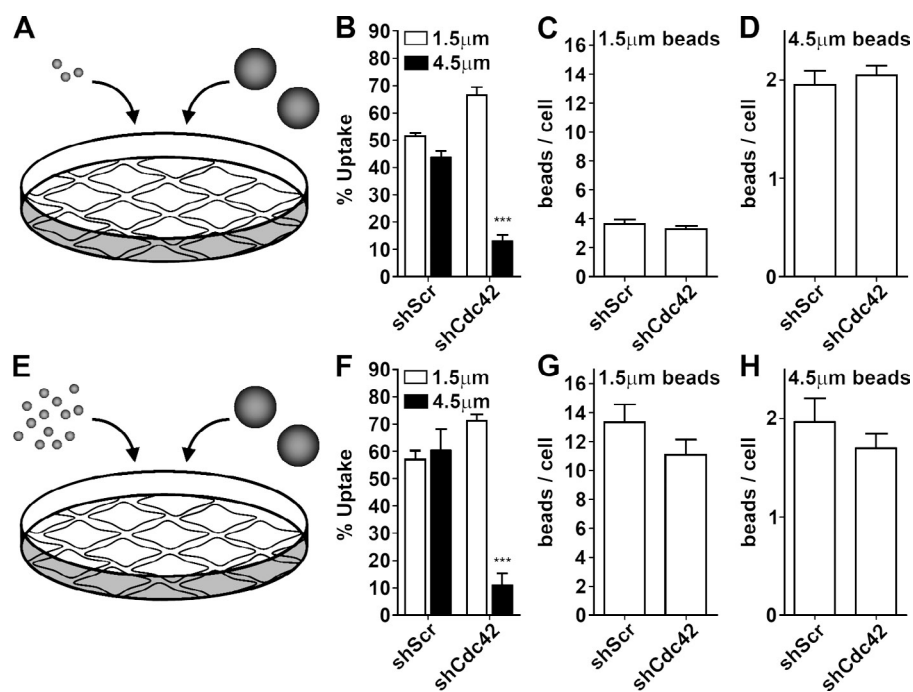 A
B
90
80
70
60
50
40
30
20
10
0
% Uptake
1.5μm
4.5μm
***
shScr
shCdc42
C
1.5μm beads
16
14
12
10
8
6
4
2
0
beads / cell
shScr
shCdc42
D
4.5μm beads
2
1
0
beads / cell
shScr
shCdc42
E
F
90
80
70
60
50
40
30
20
10
0
% Uptake
1.5μm
4.5μm
***
shScr
shCdc42
G
1.5μm beads
16
14
12
10
8
6
4
2
0
beads / cell
shScr
shCdc42
H
4.5μm beads
2
1
0
beads / cell
shScr
shCdc42